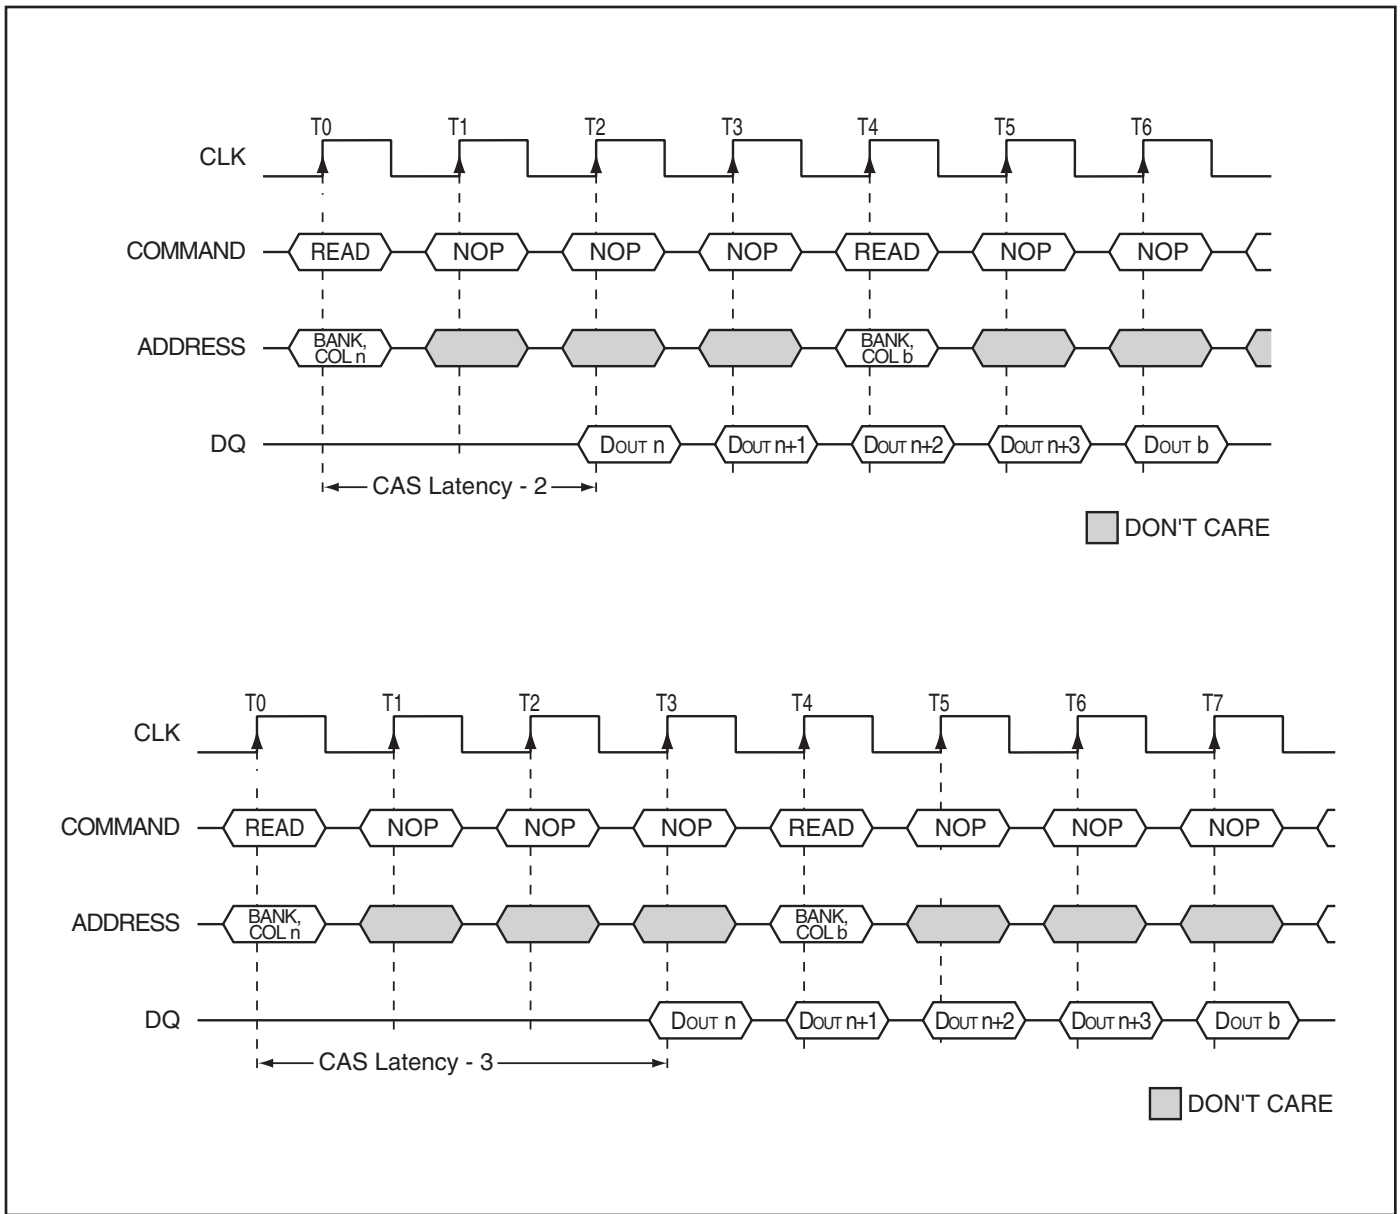 T0 T1 T2 T3 T4 T5 T6
CLK
COMMAND READ NOP NOP NOP READ NOP NOP
ADDRESS BANK, COL n BANK, COL b
DQ DOUT n DOUT n+1 DOUT n+2 DOUT n+3 DOUT b
CAS Latency - 2
DON'T CARE
T0 T1 T2 T3 T4 T5 T6 T7
CLK
COMMAND READ NOP NOP NOP READ NOP NOP NOP
ADDRESS BANK, COL n BANK, COL b
DQ DOUT n DOUT n+1 DOUT n+2 DOUT n+3 DOUT b
CAS Latency - 3
DON'T CARE